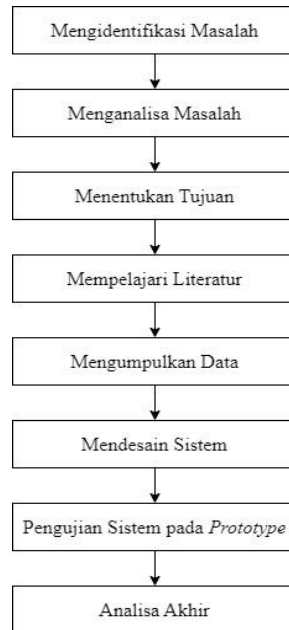 Mengidentifikasi Masalah
Menganalisa Masalah
Menentukan Tujuan
Mempelajari Literatur
Mengumpulkan Data
Mendesain Sistem
Pengujian Sistem pada Prototype
Analisa Akhir